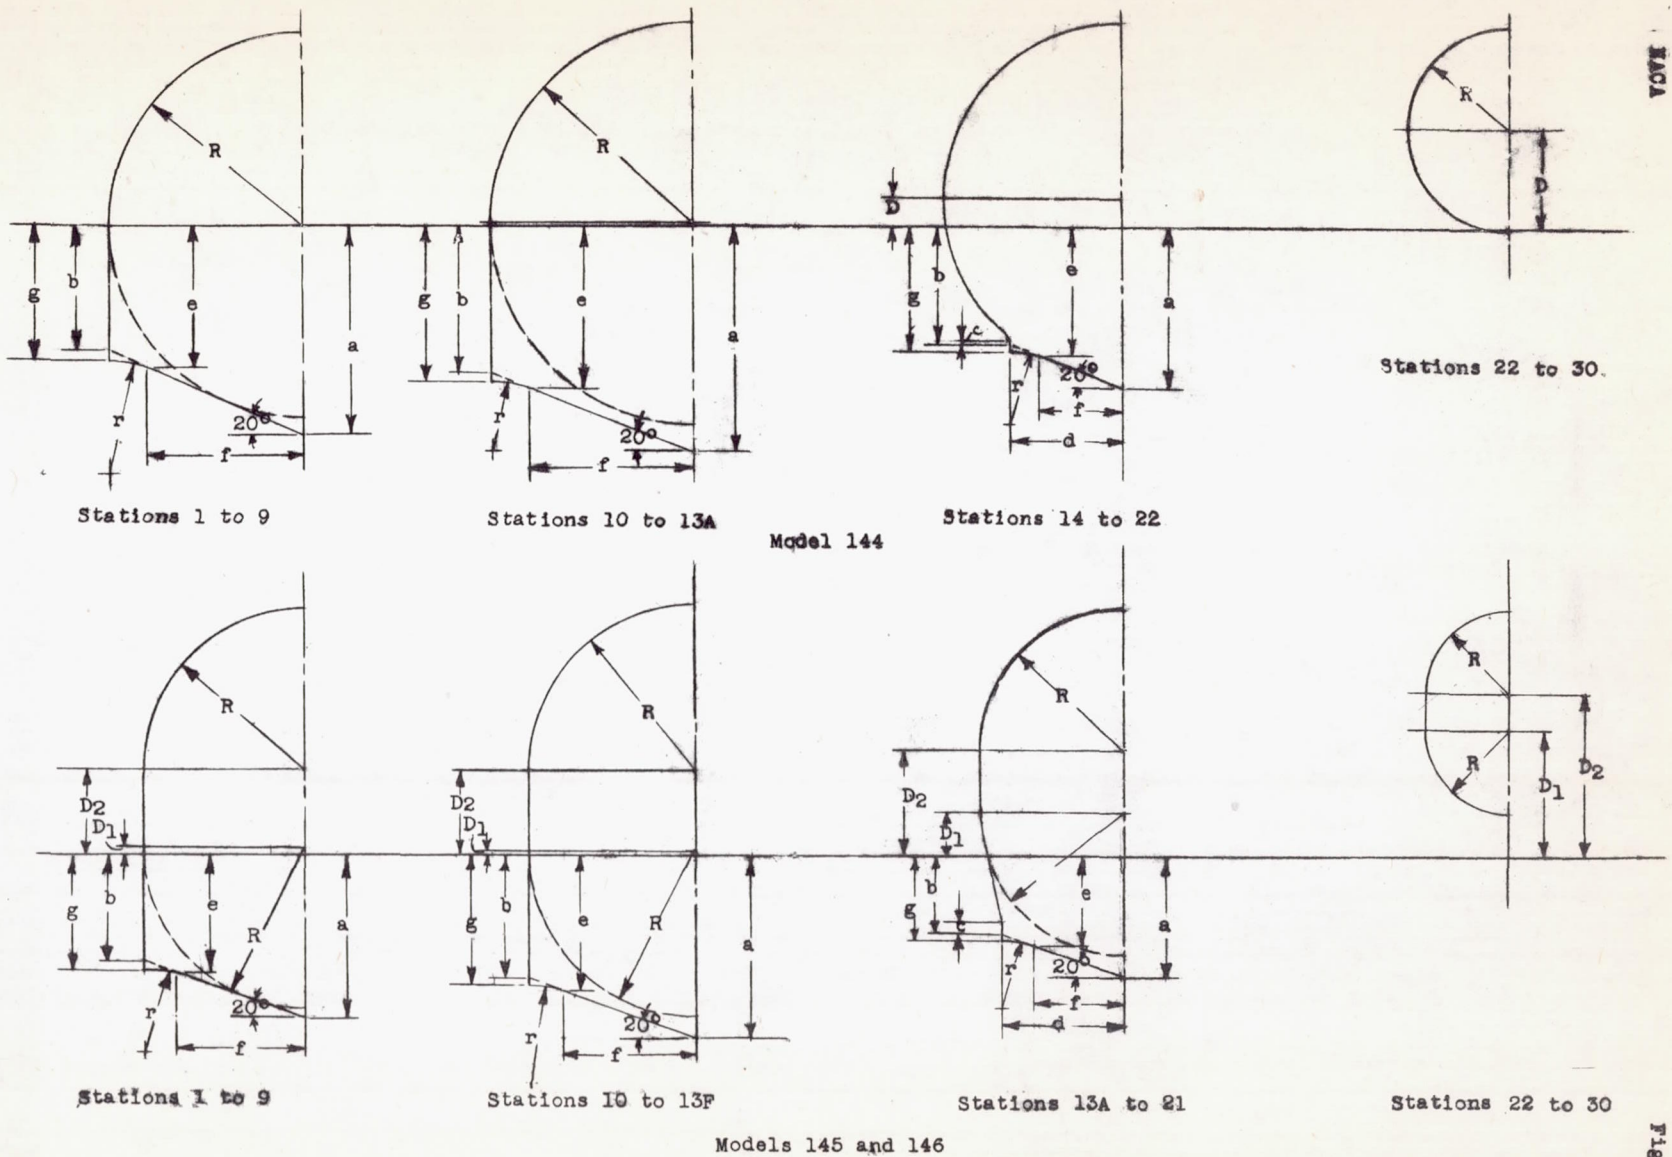 NACA
R
R
R
D
D
g
b
e
a
g
b
e
a
g
b
c
e
a
r
20°
f
r
20°
f
r
20°
f
d
Stations 1 to 9
Stations 10 to 13A
Stations 14 to 22
Stations 22 to 30.
Model 144
R
R
R
R
R
D2
D1
D2
D1
D2
D1
D1
D2
g
b
e
R
a
g
b
e
R
a
g
b
c
e
a
r
20°
f
r
20°
f
r
20°
f
d
Stations 1 to 9
Stations 10 to 13F
Stations 13A to 21
Stations 22 to 30
Models 145 and 146
Fig